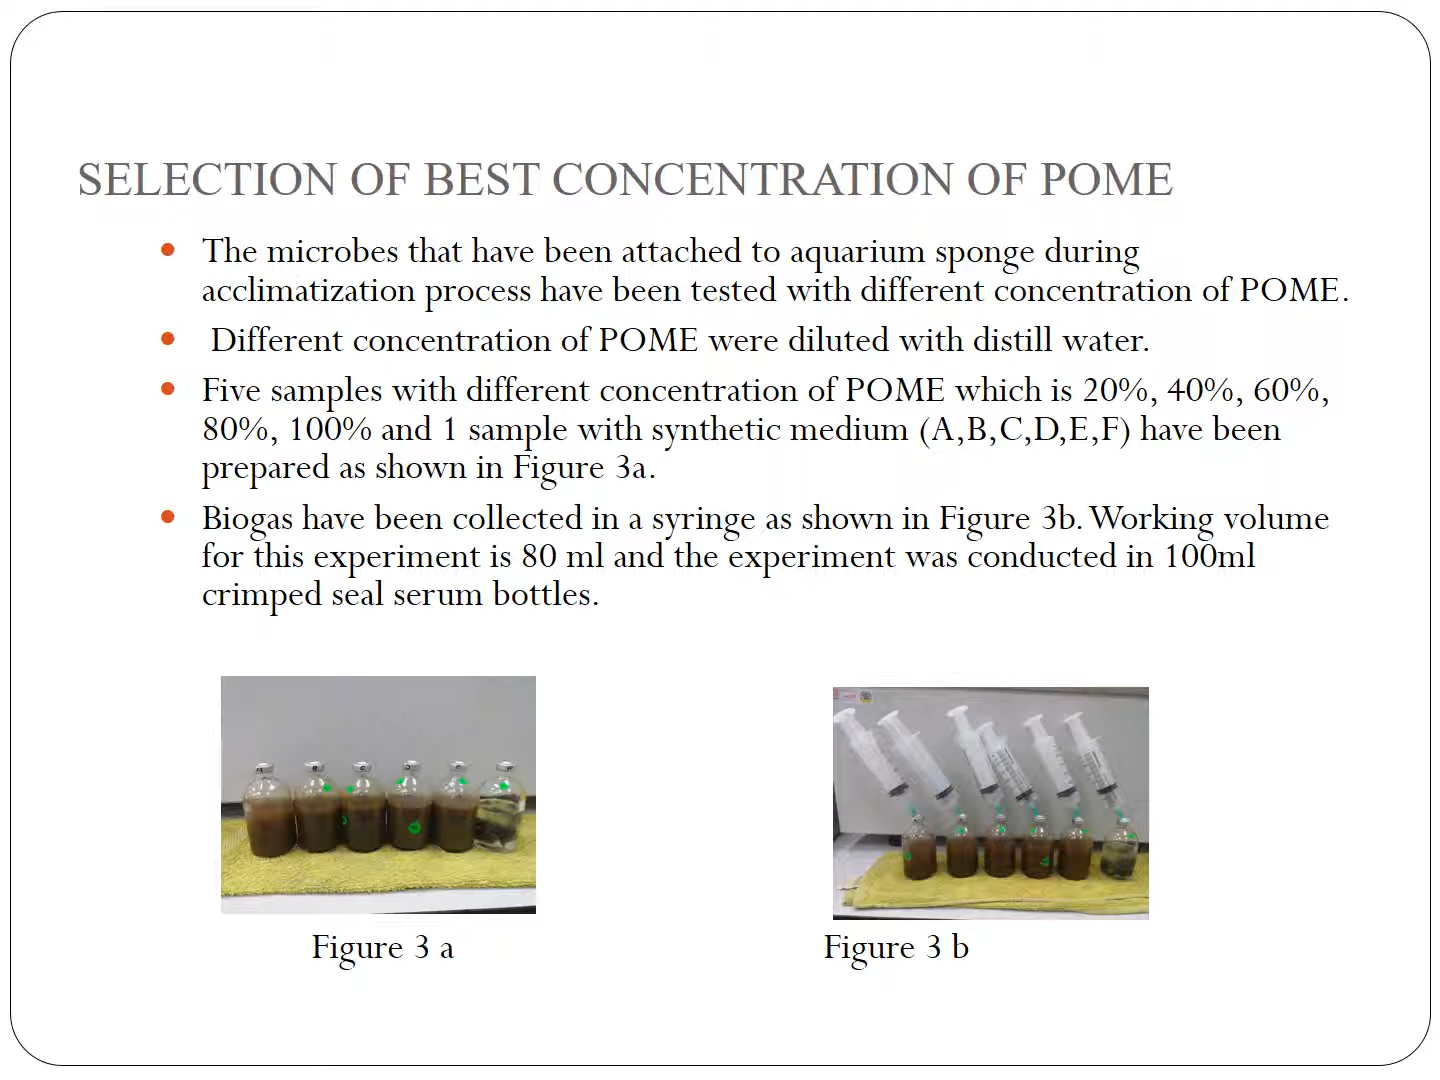 SELECTION OF BEST CONCENTRATION OF POME
The microbes that have been attached to aquarium sponge during
acclimatization process have been tested with different concentration of POME.
Different concentration of POME were diluted with distill water.
Five samples with different concentration of POME which is 20%, 40%, 60%,
80%, 100% and 1 sample with synthetic medium (A,B,C,D,E,F) have been
prepared as shown in Figure 3a.
Biogas have been collected in a syringe as shown in Figure 3b. Working volume
for this experiment is 80 ml and the experiment was conducted in 100ml
crimped seal serum bottles.
A B C D E F
Figure 3 a
Figure 3 b